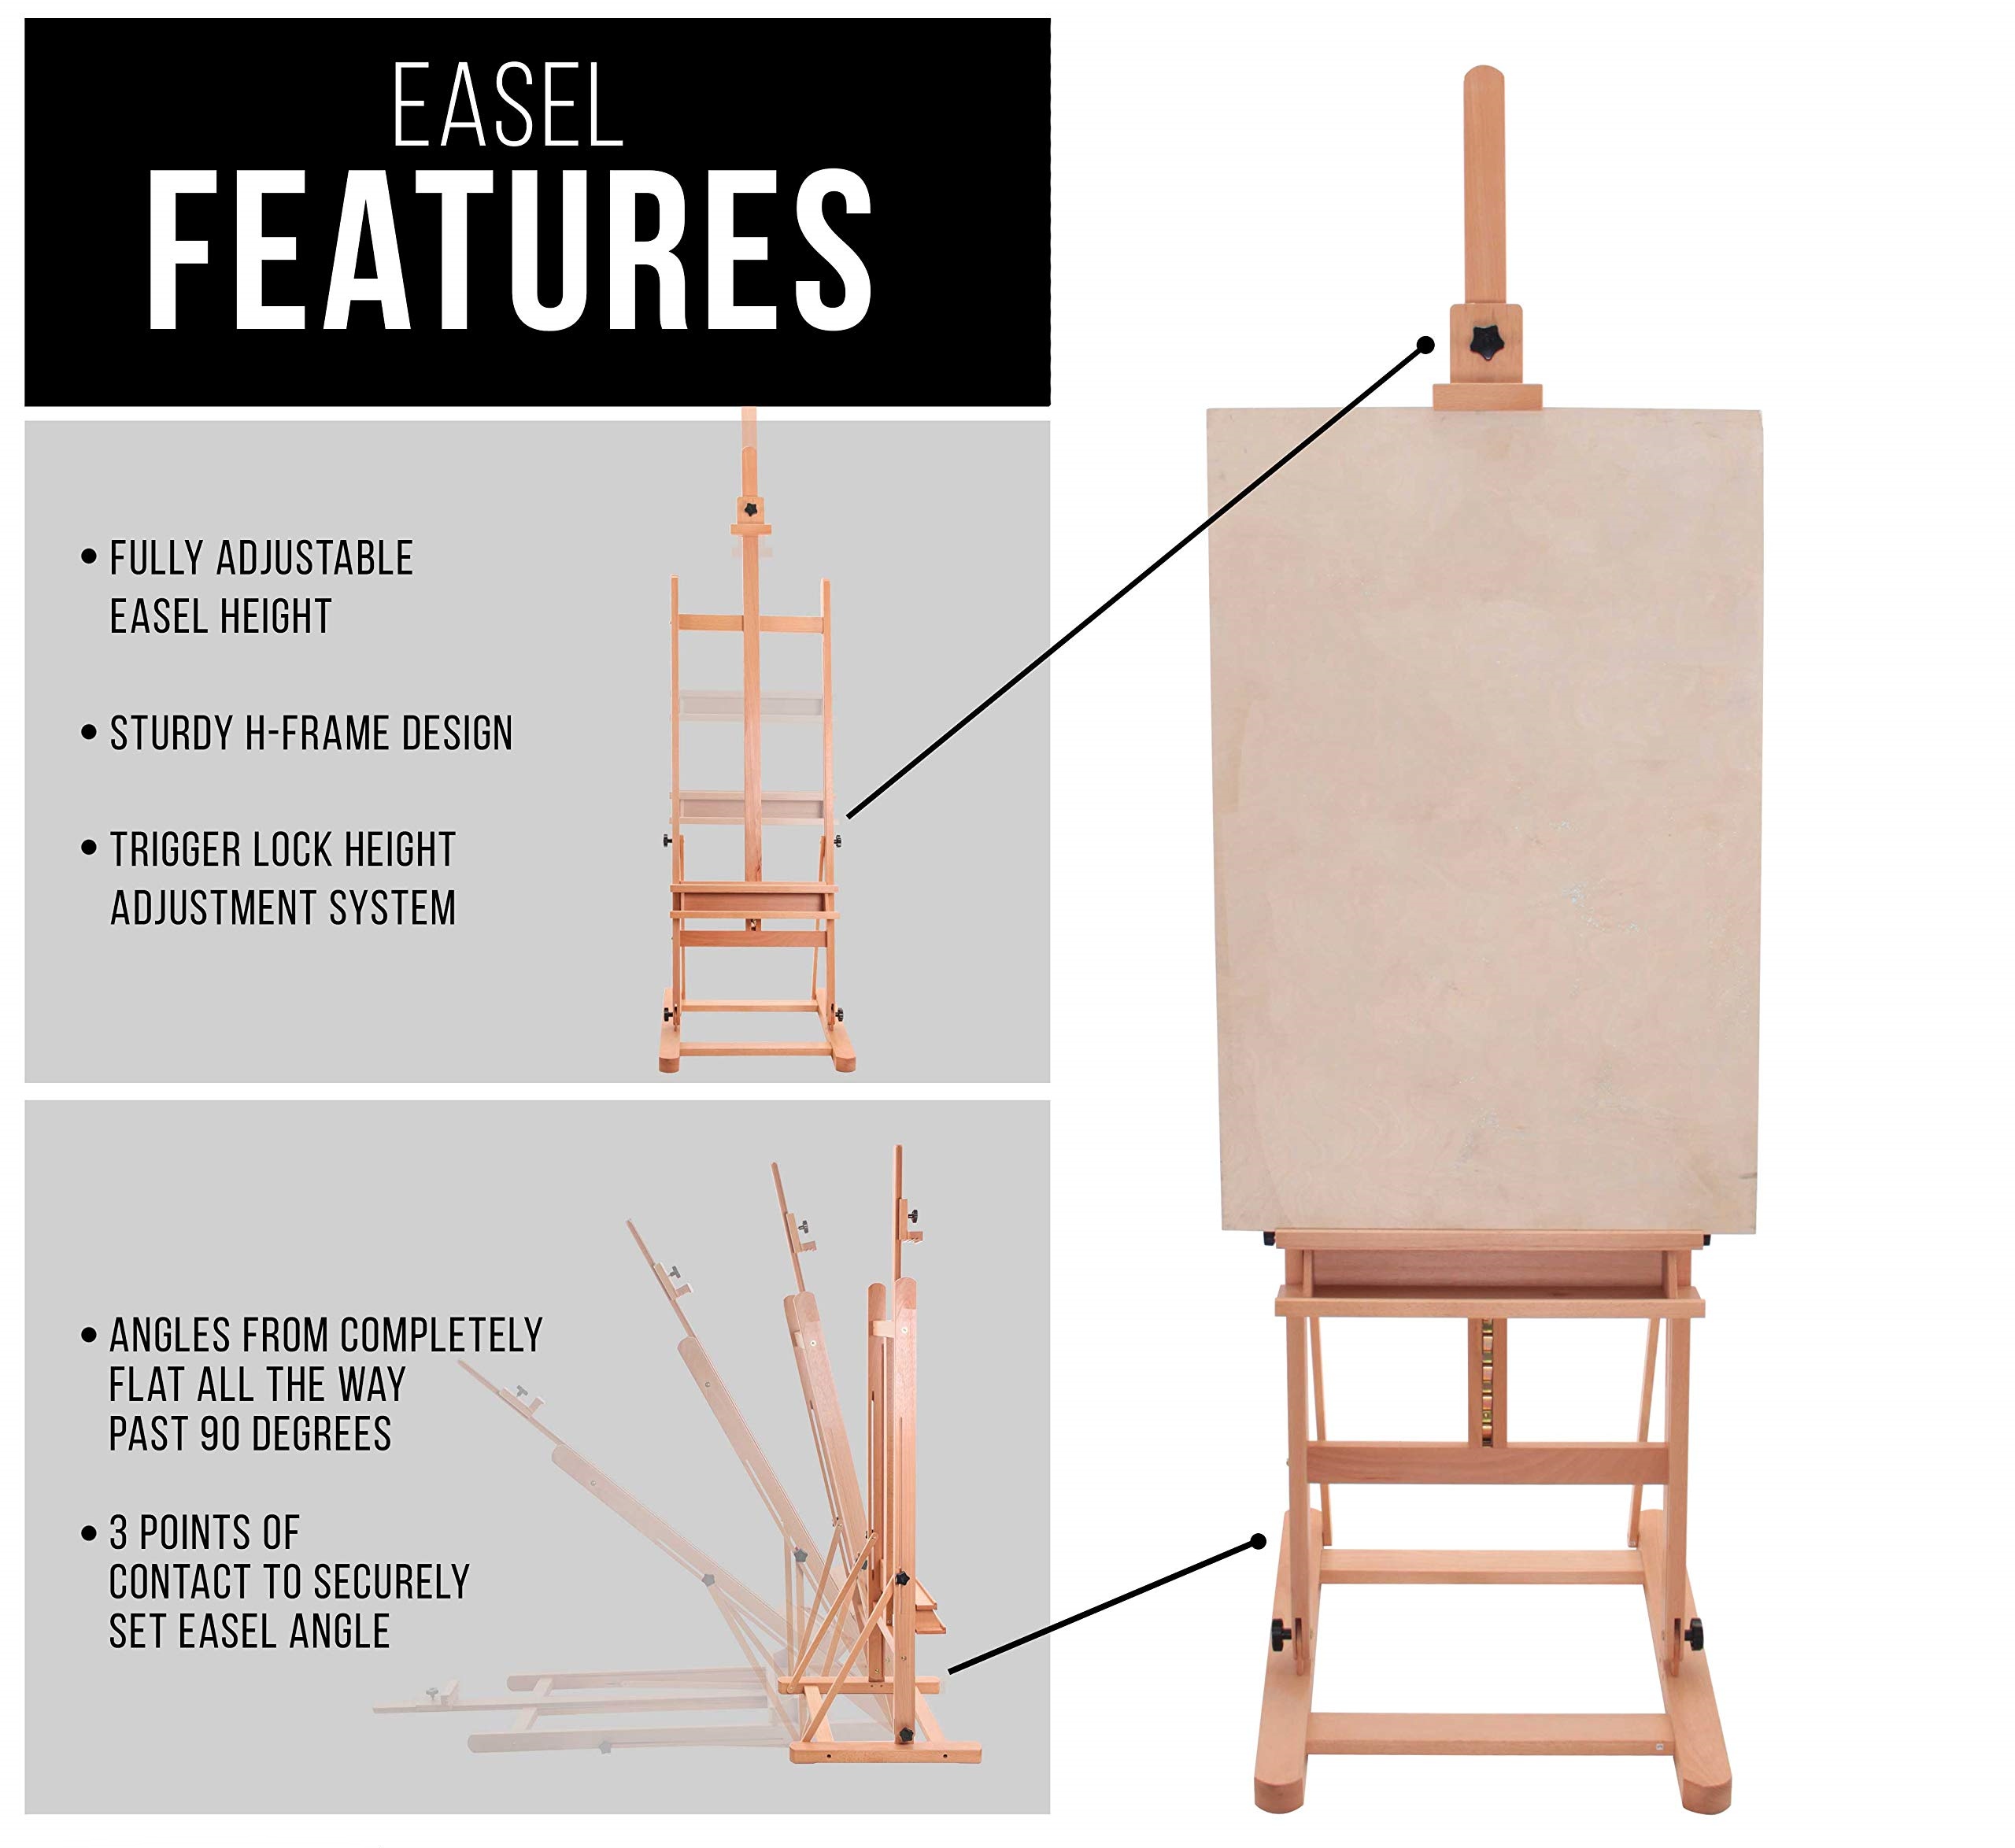 EASEL
FEATURES
• FULLY ADJUSTABLE
EASEL HEIGHT
• STURDY H-FRAME DESIGN
• TRIGGER LOCK HEIGHT
ADJUSTMENT SYSTEM
• ANGLES FROM COMPLETELY
FLAT ALL THE WAY
PAST 90 DEGREES
• 3 POINTS OF
CONTACT TO SECURELY
SET EASEL ANGLE